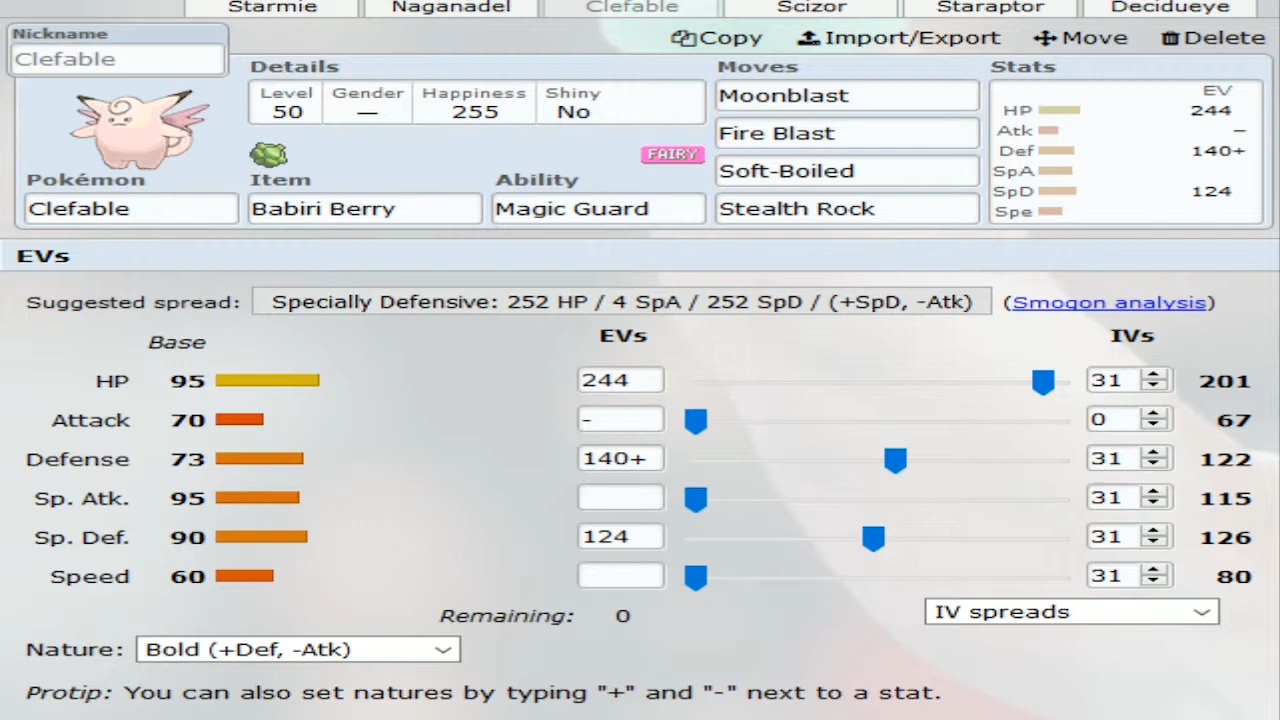 Starmie Naganadel Clefable Scizor Staraptor Decidueye
Nickname
Clefable
Copy Import/Export Move Delete
Details
Level Gender Happiness Shiny
50 — 255 No
FAIRY
Pokémon Item Ability
Clefable Babiri Berry Magic Guard
Moves
Moonblast
Fire Blast
Soft-Boiled
Stealth Rock
Stats
EV
HP 244
Atk –
Def 140+
SpA
SpD 124
Spe
EVs
Suggested spread: Specially Defensive: 252 HP / 4 SpA / 252 SpD / (+SpD, -Atk) (Smogon analysis)
Base EVs IVs
HP 95 244 31 201
Attack 70 - 0 67
Defense 73 140+ 31 122
Sp. Atk. 95 31 115
Sp. Def. 90 124 31 126
Speed 60 31 80
Remaining: 0 IV spreads
Nature: Bold (+Def, -Atk)
Protip: You can also set natures by typing "+" and "-" next to a stat.